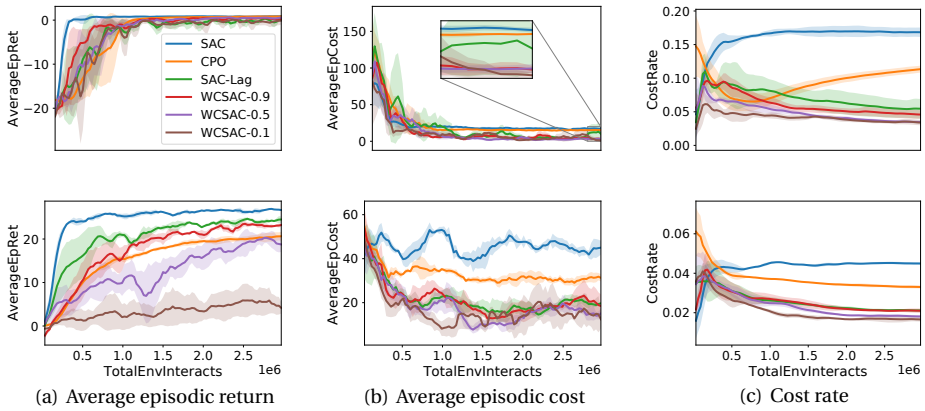 AverageEpRet
0
−10
−20
SAC
CPO
SAC-Lag
WCSAC-0.9
WCSAC-0.5
WCSAC-0.1
AverageEpCost
150
100
50
0
CostRate
0.20
0.15
0.10
0.05
0.00
AverageEpRet
20
10
0
0.5 1.0 1.5 2.0 2.5
TotalEnvInteracts 1e6
AverageEpCost
60
40
20
0.5 1.0 1.5 2.0 2.5
TotalEnvInteracts 1e6
CostRate
0.06
0.04
0.02
0.5 1.0 1.5 2.0 2.5
TotalEnvInteracts 1e6
(a) Average episodic return
(b) Average episodic cost
(c) Cost rate